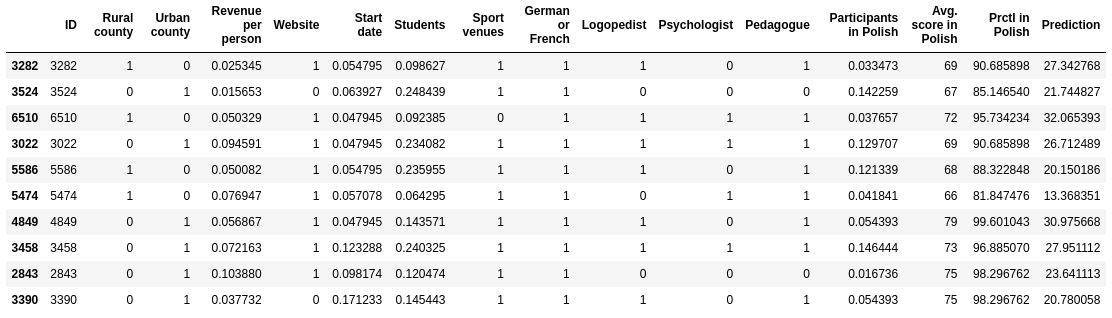 ID Rural county Urban county Revenue per person Website Start date Students Sport venues German or French Logopedist Psychologist Pedagogue Participants in Polish Avg. score in Polish Prctl in Polish Prediction
3282 3282 1 0 0.025345 1 0.054795 0.098627 1 1 1 0 1 0.033473 69 90.685898 27.342768
3524 3524 0 1 0.015653 0 0.063927 0.248439 1 1 0 0 0 0.142259 67 85.146540 21.744827
6510 6510 1 0 0.050329 1 0.047945 0.092385 0 1 1 1 1 0.037657 72 95.734234 32.065393
3022 3022 0 1 0.094591 1 0.047945 0.234082 1 1 1 1 1 0.129707 69 90.685898 26.712489
5586 5586 1 0 0.050082 1 0.054795 0.235955 1 1 1 0 1 0.121339 68 88.322848 20.150186
5474 5474 1 0 0.076947 1 0.057078 0.064295 1 1 0 1 1 0.041841 66 81.847476 13.368351
4849 4849 0 1 0.056867 1 0.047945 0.143571 1 1 1 0 1 0.054393 79 99.601043 30.975668
3458 3458 0 1 0.072163 1 0.123288 0.240325 1 1 1 1 1 0.146444 73 96.885070 27.951112
2843 2843 0 1 0.103880 1 0.098174 0.120474 1 1 0 0 0 0.016736 75 98.296762 23.641113
3390 3390 0 1 0.037732 0 0.171233 0.145443 1 1 1 0 1 0.054393 75 98.296762 20.780058